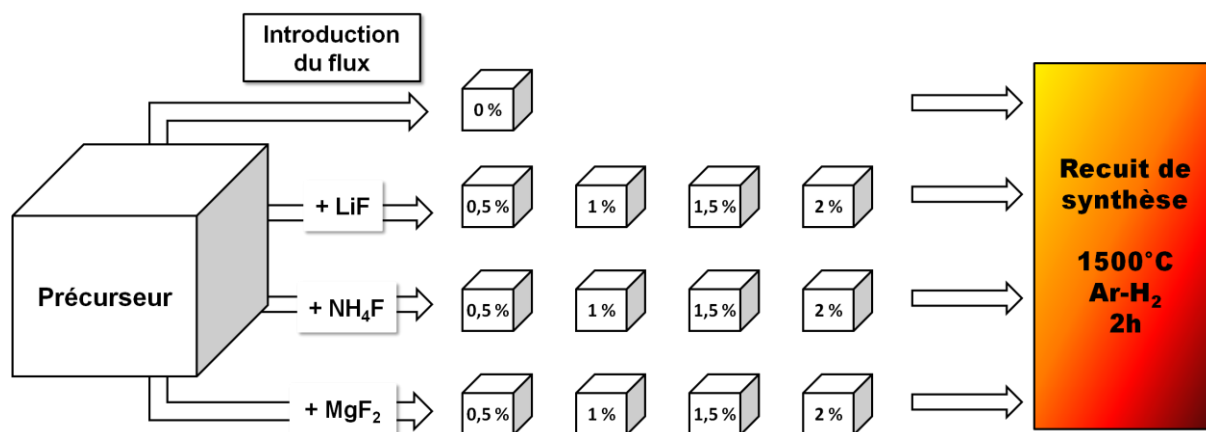 Introduction
du flux
0 %
+ LiF
0,5 %
1 %
1,5 %
2 %
Précurseur
+ NH₄F
0,5 %
1 %
1,5 %
2 %
+ MgF₂
0,5 %
1 %
1,5 %
2 %
Recuit de
synthèse
1500°C
Ar-H₂
2h